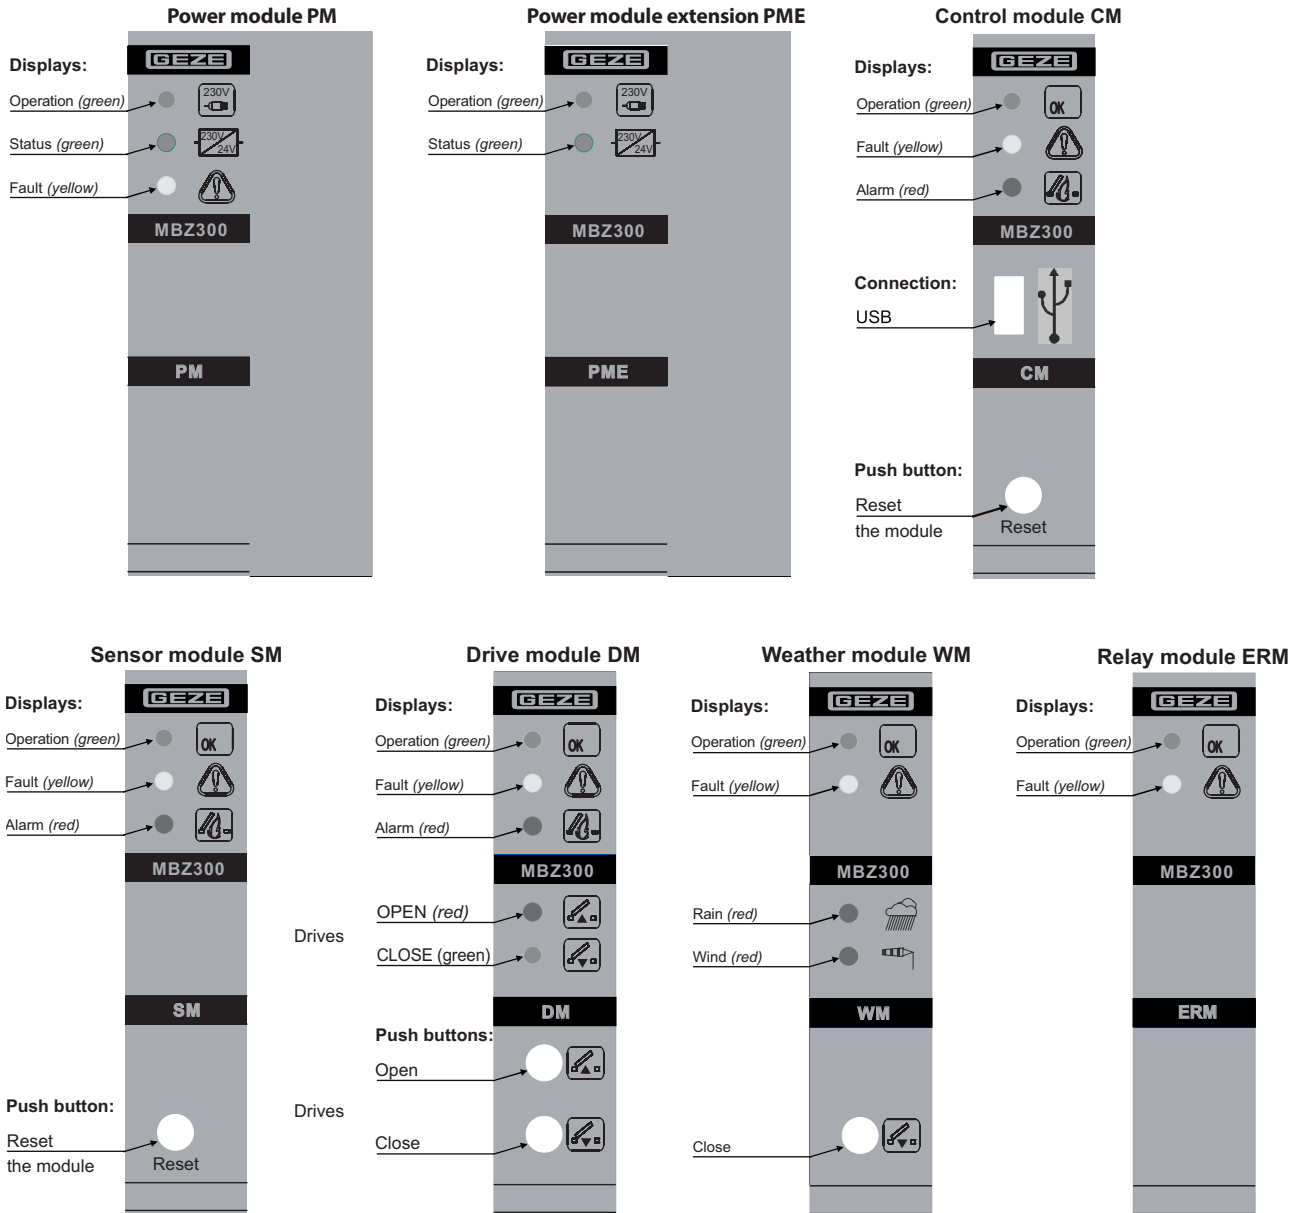 Power module PM
GEZE
Displays:
Operation (green)
230V
Status (green)
230V
24V
Fault (yellow)
MBZ300
PM
Power module extension PME
GEZE
Displays:
Operation (green)
230V
Status (green)
230V
24V
MBZ300
PME
Control module CM
GEZE
Displays:
Operation (green)
OK
Fault (yellow)
Alarm (red)
MBZ300
Connection:
USB
CM
Push button:
Reset
the module
Reset
Sensor module SM
GEZE
Displays:
Operation (green)
OK
Fault (yellow)
Alarm (red)
MBZ300
SM
Push button:
Reset
the module
Reset
Drive module DM
GEZE
Displays:
Operation (green)
OK
Fault (yellow)
Alarm (red)
MBZ300
OPEN (red)
Drives
CLOSE (green)
DM
Push buttons:
Open
Drives
Close
Weather module WM
GEZE
Displays:
Operation (green)
OK
Fault (yellow)
MBZ300
Rain (red)
Wind (red)
WM
Close
Relay module ERM
GEZE
Displays:
Operation (green)
OK
Fault (yellow)
MBZ300
ERM